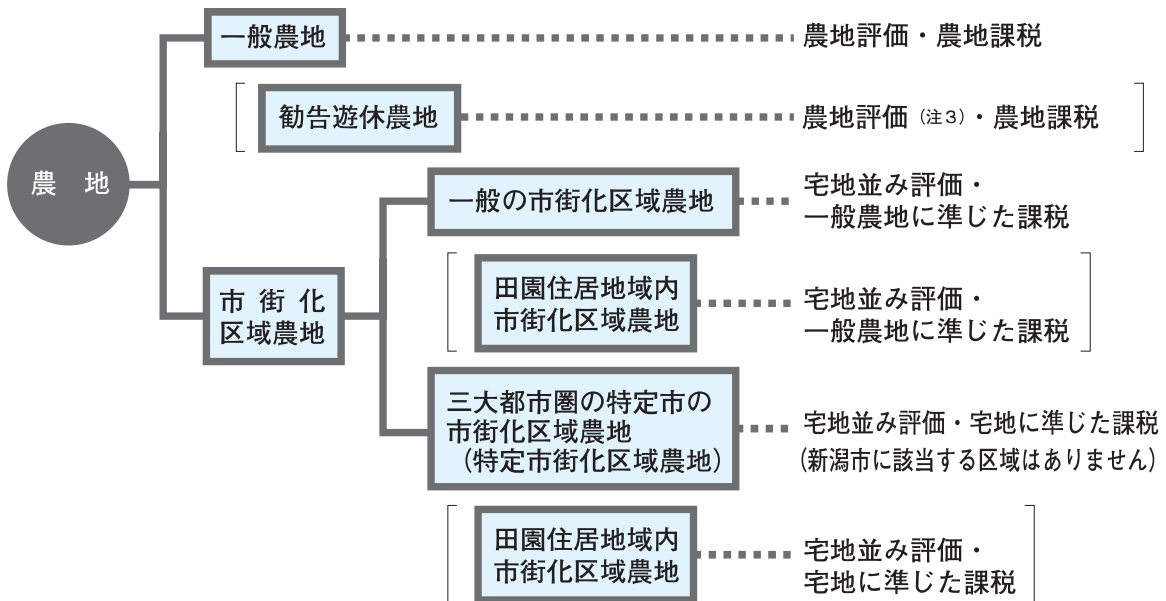 農 地
一般農地
農地評価・農地課税
勧告遊休農地
農地評価（注３）・農地課税
市 街 化
区域農地
一般の市街化区域農地
宅地並み評価・
一般農地に準じた課税
田園住居地域内
市街化区域農地
宅地並み評価・
一般農地に準じた課税
三大都市圏の特定市の
市街化区域農地
（特定市街化区域農地）
宅地並み評価・宅地に準じた課税
（新潟市に該当する区域はありません）
田園住居地域内
市街化区域農地
宅地並み評価・
宅地に準じた課税